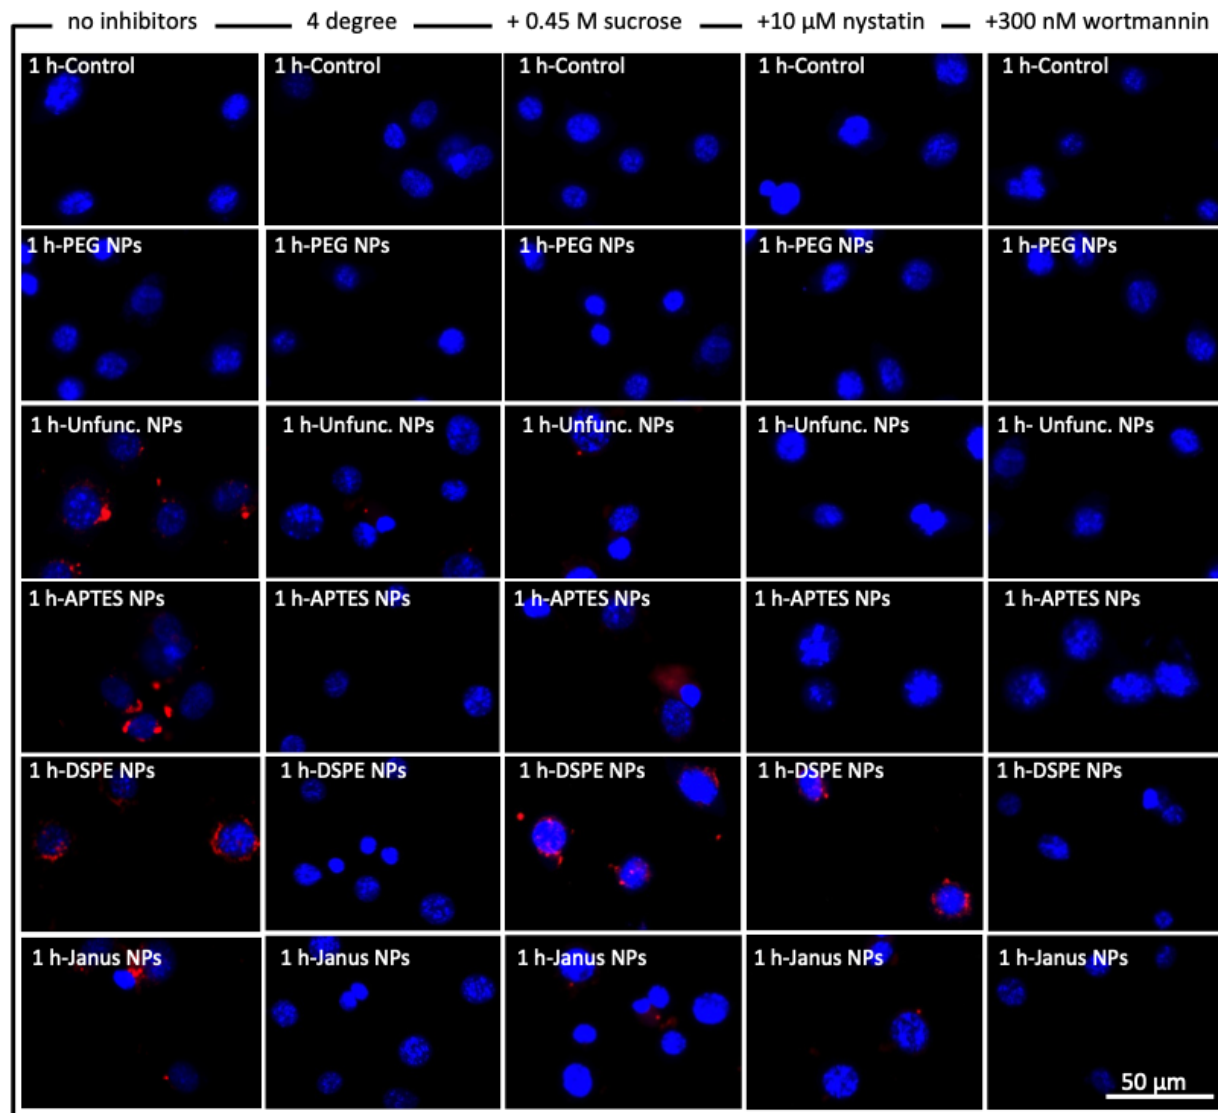 no inhibitors 4 degree + 0.45 M sucrose +10 µM nystatin +300 nM wortmannin
1 h-Control 1 h-Control 1 h-Control 1 h-Control 1 h-Control
1 h-PEG NPs 1 h-PEG NPs 1 h-PEG NPs 1 h-PEG NPs 1 h-PEG NPs
1 h-Unfunc. NPs 1 h-Unfunc. NPs 1 h-Unfunc. NPs 1 h-Unfunc. NPs 1 h- Unfunc. NPs
1 h-APTES NPs 1 h-APTES NPs 1 h-APTES NPs 1 h-APTES NPs 1 h-APTES NPs
1 h-DSPE NPs 1 h-DSPE NPs 1 h-DSPE NPs 1 h-DSPE NPs 1 h-DSPE NPs
1 h-Janus NPs 1 h-Janus NPs 1 h-Janus NPs 1 h-Janus NPs 1 h-Janus NPs
50 µm